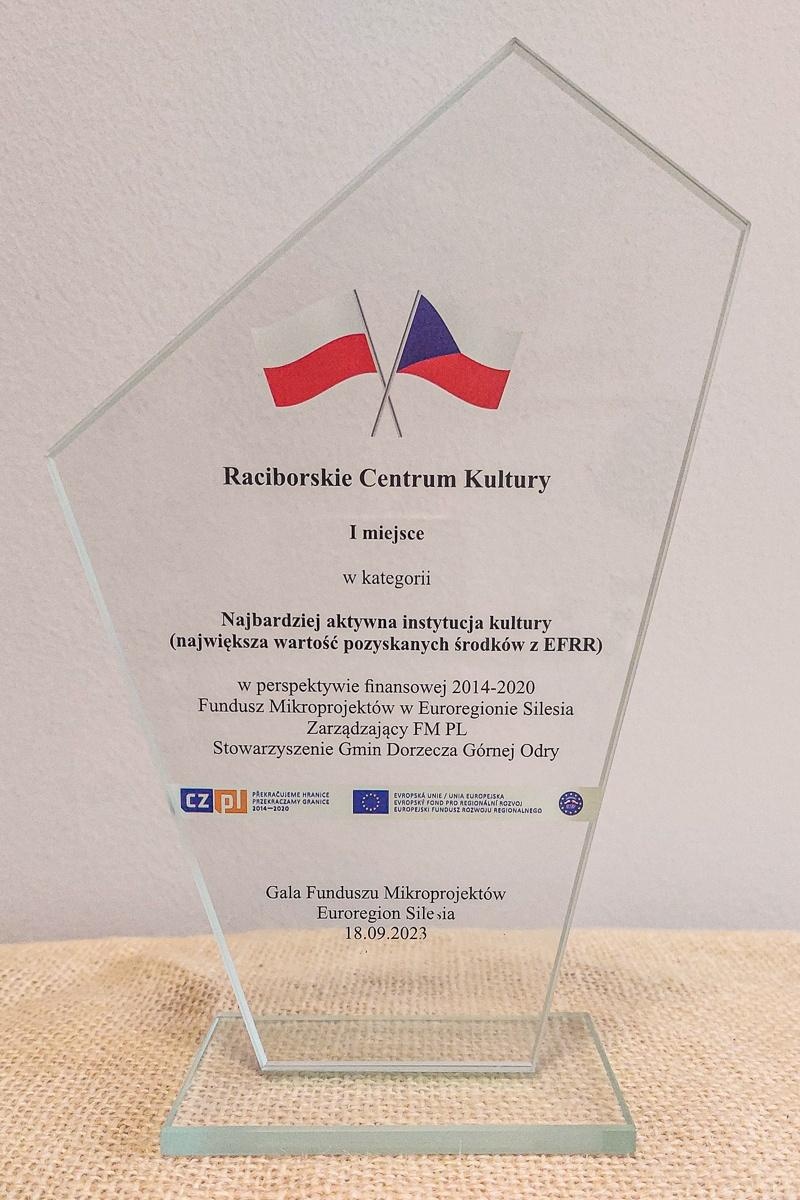 Raciborskie Centrum Kultury
I miejsce
w kategorii
Najbardziej aktywna instytucja kultury
(największa wartość pozyskanych środków z EFRR)
w perspektywie finansowej 2014-2020
Fundusz Mikroprojektów w Euroregionie Silesia
Zarządzający FM PL
Stowarzyszenie Gmin Dorzecza Górnej Odry
CZ pl
PŘEKRAČUJEME HRANICE
PRZEKRACZAMY GRANICE
2014—2020
EVROPSKÁ UNIE / UNIA EUROPEJSKA
EVROPSKÝ FOND PRO REGIONÁLNÍ ROZVOJ
EUROPEJSKI FUNDUSZ ROZWOJU REGIONALNEGO
Gala Funduszu Mikroprojektów
Euroregion Silesia
18.09.2023